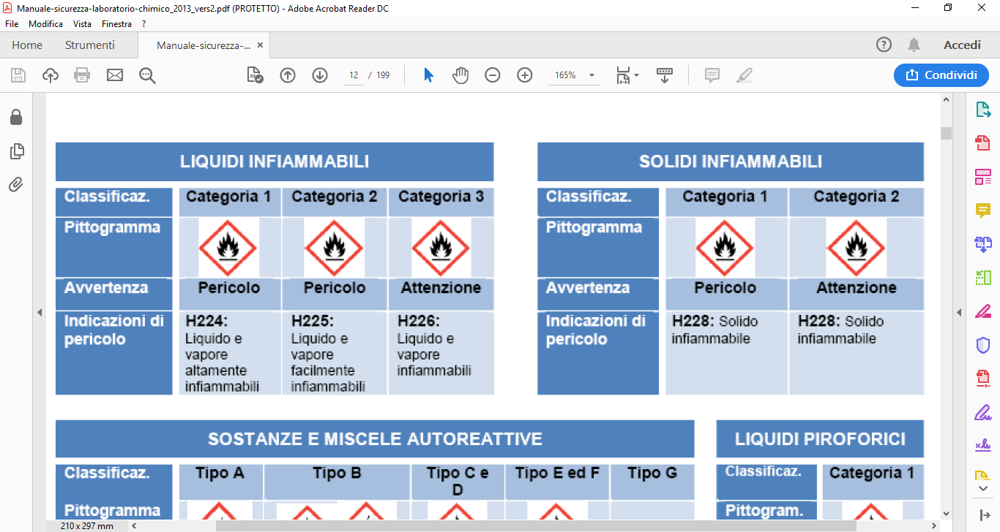 Manuale-sicurezza-laboratorio-chimico_2013_vers2.pdf (PROTETTO) - Adobe Acrobat Reader DC
File Modifica Vista Finestra ?
Home Strumenti Manuale-sicurezza-... × Accedi
12 / 199 165% Condividi
LIQUIDI INFIAMMABILI
Classificaz. Categoria 1 Categoria 2 Categoria 3
Pittogramma
Avvertenza Pericolo Pericolo Attenzione
Indicazioni di pericolo
H224:
Liquido e
vapore
altamente
infiammabili
H225:
Liquido e
vapore
facilmente
infiammabili
H226:
Liquido e
vapore
infiammabili
SOLIDI INFIAMMABILI
Classificaz. Categoria 1 Categoria 2
Pittogramma
Avvertenza Pericolo Attenzione
Indicazioni di
pericolo
H228: Solido
infiammabile
H228: Solido
infiammabile
SOSTANZE E MISCELE AUTOREATTIVE
Classificaz. Tipo A Tipo B Tipo C e D Tipo E ed F Tipo G
Pittogramma
LIQUIDI PIROFORICI
Classificaz. Categoria 1
Pittogram.
210 x 297 mm